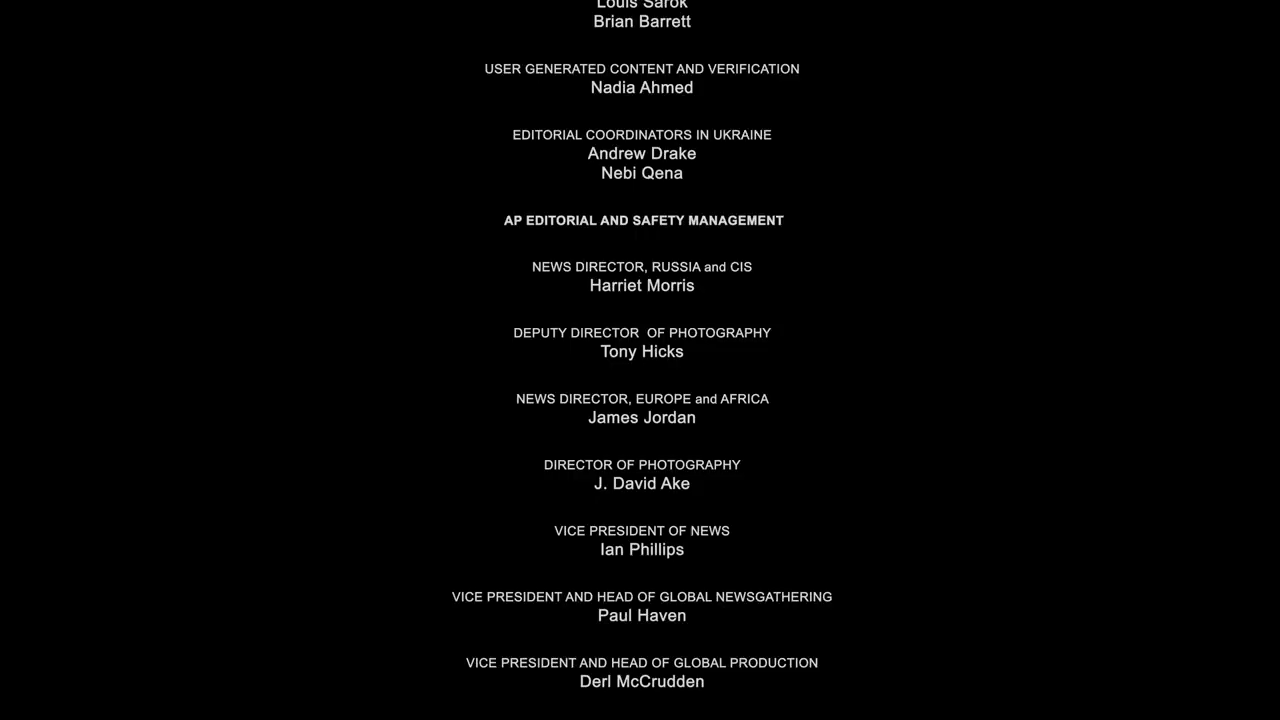 Louis Sarok
Brian Barrett
USER GENERATED CONTENT AND VERIFICATION
Nadia Ahmed
EDITORIAL COORDINATORS IN UKRAINE
Andrew Drake
Nebi Qena
AP EDITORIAL AND SAFETY MANAGEMENT
NEWS DIRECTOR, RUSSIA and CIS
Harriet Morris
DEPUTY DIRECTOR OF PHOTOGRAPHY
Tony Hicks
NEWS DIRECTOR, EUROPE and AFRICA
James Jordan
DIRECTOR OF PHOTOGRAPHY
J. David Ake
VICE PRESIDENT OF NEWS
Ian Phillips
VICE PRESIDENT AND HEAD OF GLOBAL NEWSGATHERING
Paul Haven
VICE PRESIDENT AND HEAD OF GLOBAL PRODUCTION
Derl McCrudden